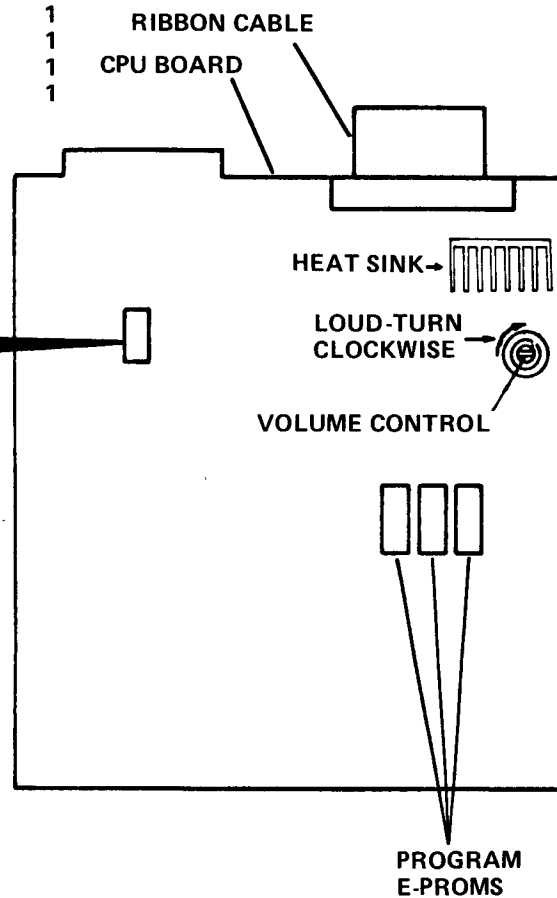 1
1
1
1
RIBBON CABLE
CPU BOARD
HEAT SINK
LOUD-TURN
CLOCKWISE
VOLUME CONTROL
PROGRAM
E-PROMS